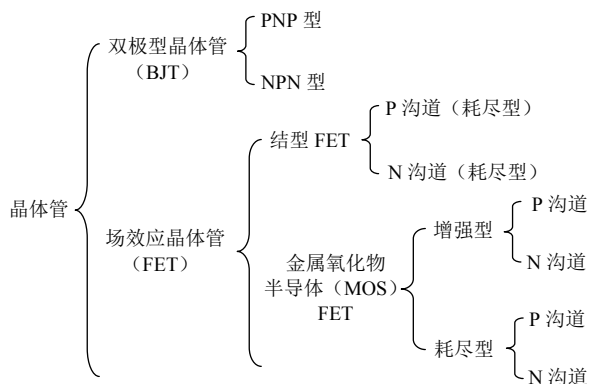 晶体管
双极型晶体管
（BJT）
PNP 型
NPN 型
场效应晶体管
（FET）
结型 FET
P 沟道（耗尽型）
N 沟道（耗尽型）
金属氧化物
半导体（MOS）
FET
增强型
P 沟道
N 沟道
耗尽型
P 沟道
N 沟道